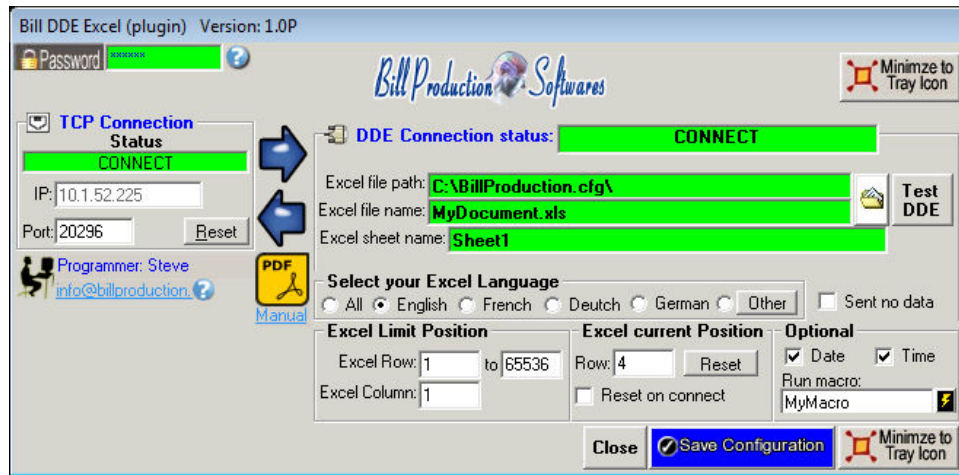 Bill DDE Excel (plugin) Version: 1.0P
Password ******
Bill Production Softwares
Minimze to
Tray Icon
TCP Connection
Status
CONNECT
IP: 10.1.52.225
Port: 20296 Reset
Programmer: Steve
info@billproduction.
PDF
Manual
DDE Connection status: CONNECT
Excel file path: C:\BillProduction.cfg\
Excel file name: MyDocument.xls
Excel sheet name: Sheet1
Test
DDE
Select your Excel Language
All English French Deutch German Other
Sent no data
Excel Limit Position
Excel Row: 1 to 65536
Excel Column: 1
Excel current Position
Row: 4 Reset
Reset on connect
Optional
Date Time
Run macro:
MyMacro
Close Save Configuration Minimze to
Tray Icon